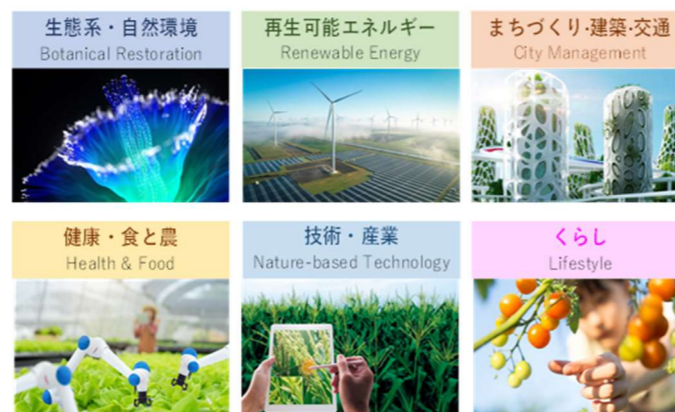 生態系・自然環境
Botanical Restoration
再生可能エネルギー
Renewable Energy
まちづくり・建築・交通
City Management
健康・食と農
Health & Food
技術・産業
Nature-based Technology
くらし
Lifestyle